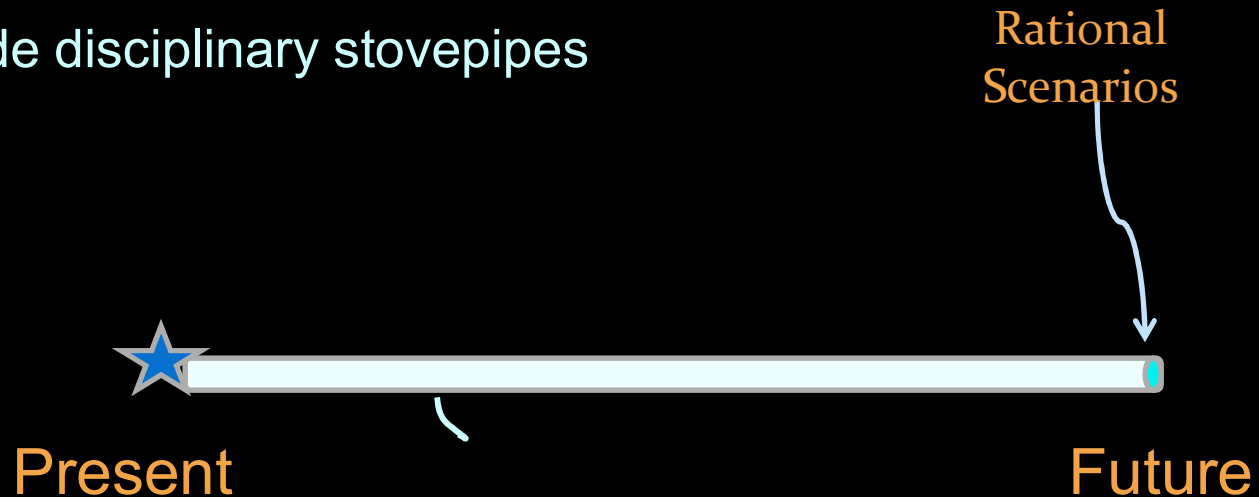 de disciplinary stovepipes
Rational
Scenarios
Present
Future